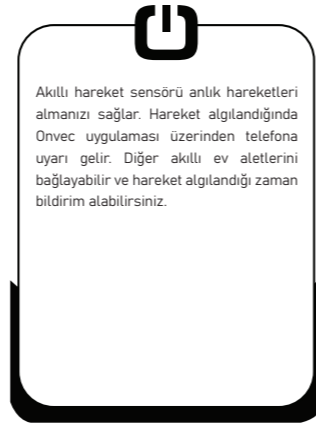 Akıllı hareket sensörü anlık hareketleri
almanızı sağlar. Hareket algılandığında
Onvec uygulaması üzerinden telefona
uyarı gelir. Diğer akıllı ev aletlerini
bağlayabilir ve hareket algılandığı zaman
bildirim alabilirsiniz.